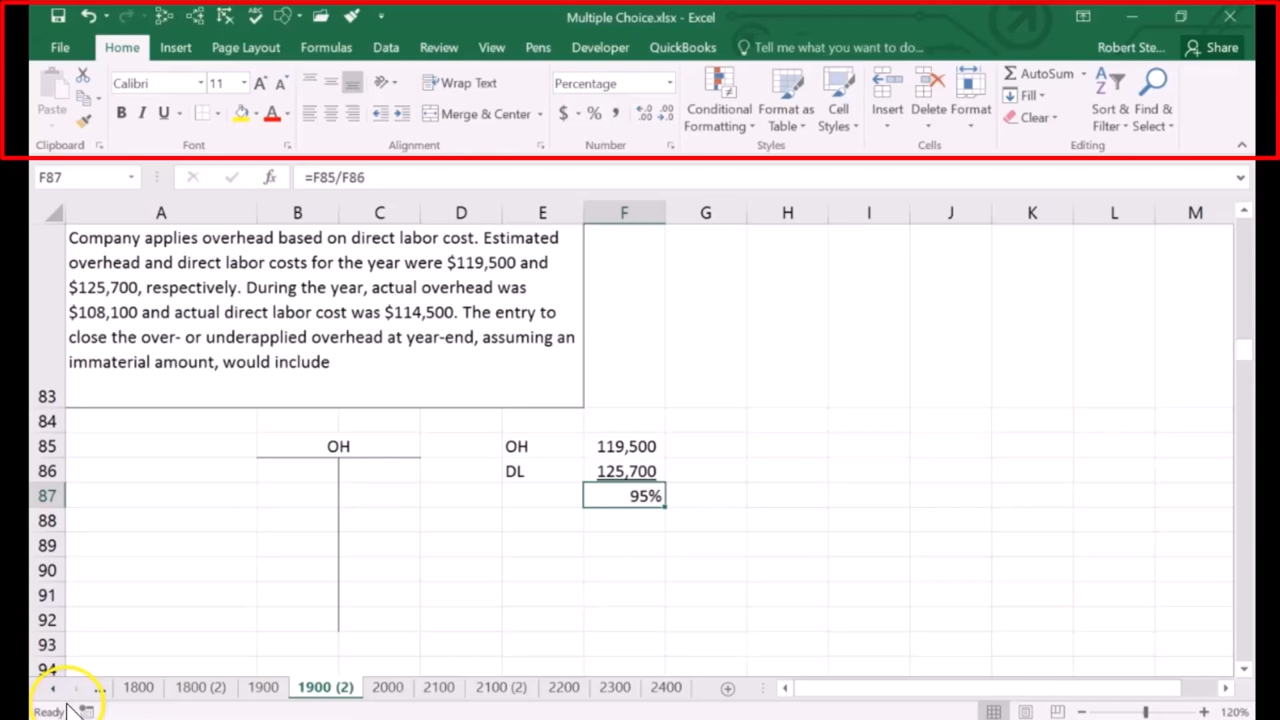 Multiple Choice.xlsx - Excel
File Home Insert Page Layout Formulas Data Review View Pens Developer QuickBooks Tell me what you want to do... Robert Ste... Share
Calibri 11 Wrap Text Percentage AutoSum
Paste Conditional Formatting Format as Table Cell Styles Insert Delete Format Fill Sort & Filter Find & Select
B I U Merge & Center $ % Clear
Clipboard Font Alignment Number Styles Cells Editing
F87 fx =F85/F86
A B C D E F G H I J K L M
Company applies overhead based on direct labor cost. Estimated
overhead and direct labor costs for the year were $119,500 and
$125,700, respectively. During the year, actual overhead was
$108,100 and actual direct labor cost was $114,500. The entry to
close the over- or underapplied overhead at year-end, assuming an
immaterial amount, would include
83
84
85 OH OH 119,500
86 DL 125,700
87 95%
88
89
90
91
92
93
94
... 1800 1800 (2) 1900 1900 (2) 2000 2100 2100 (2) 2200 2300 2400
Ready 120%